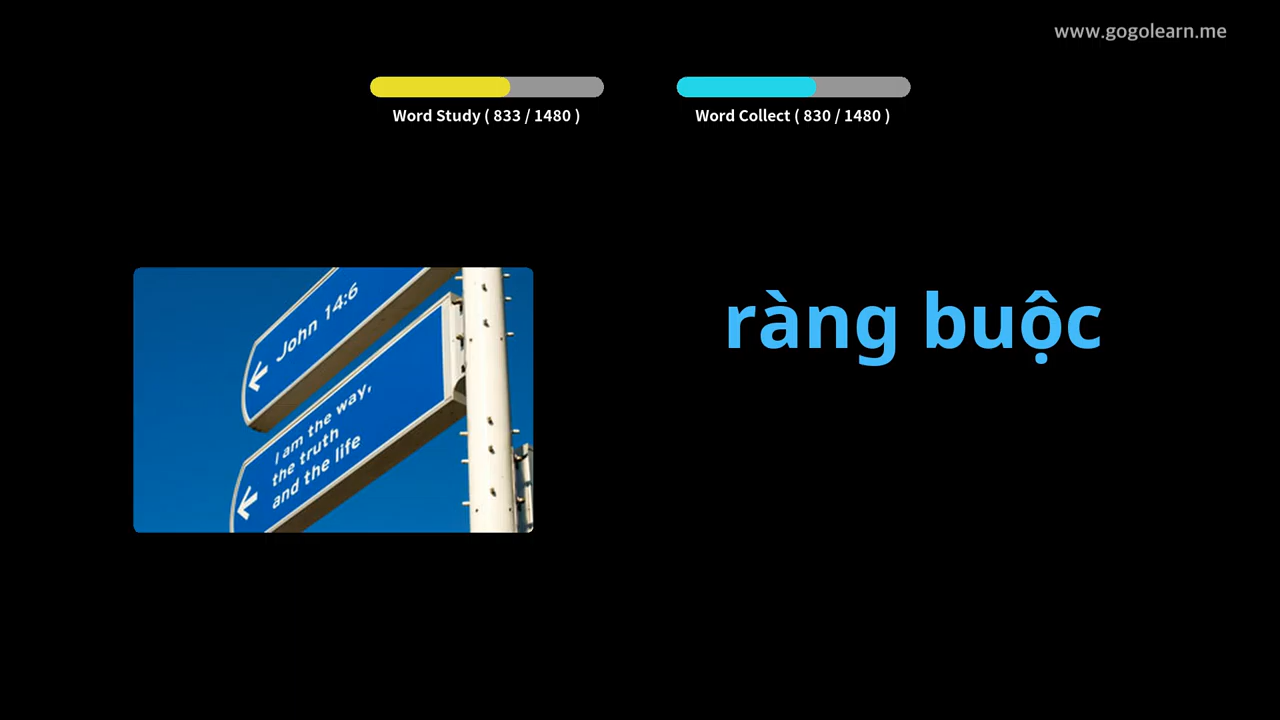 www.gogolearn.me
Word Study ( 833 / 1480 )
Word Collect ( 830 / 1480 )
John 14:6
I am the way,
the truth
and the life
ràng buộc